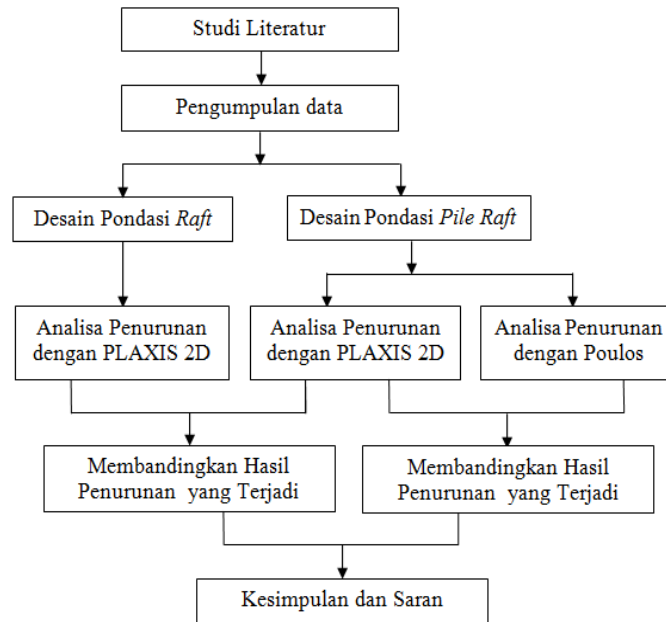 Studi Literatur
Pengumpulan data
Desain Pondasi Raft
Desain Pondasi Pile Raft
Analisa Penurunan
dengan PLAXIS 2D
Analisa Penurunan
dengan PLAXIS 2D
Analisa Penurunan
dengan Poulos
Membandingkan Hasil
Penurunan yang Terjadi
Membandingkan Hasil
Penurunan yang Terjadi
Kesimpulan dan Saran